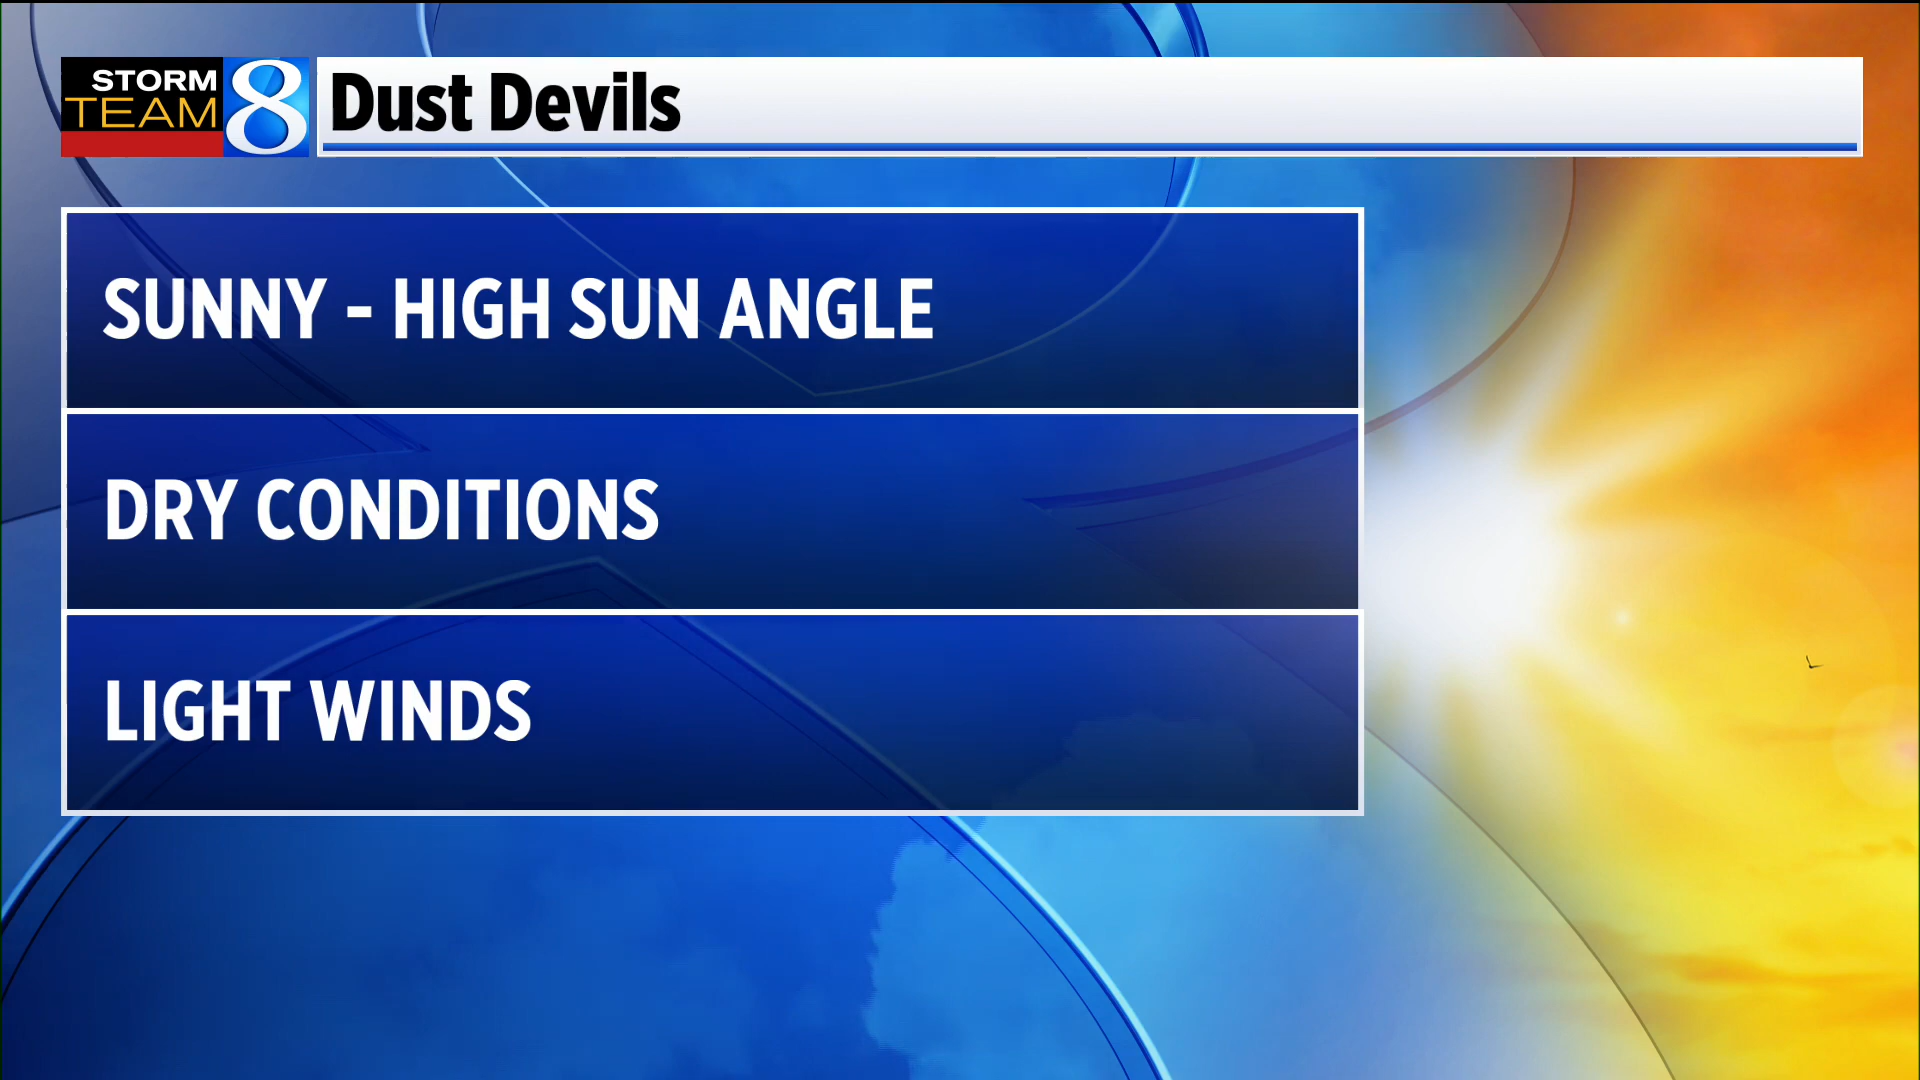 STORM
TEAM
8
Dust Devils
SUNNY - HIGH SUN ANGLE
DRY CONDITIONS
LIGHT WINDS